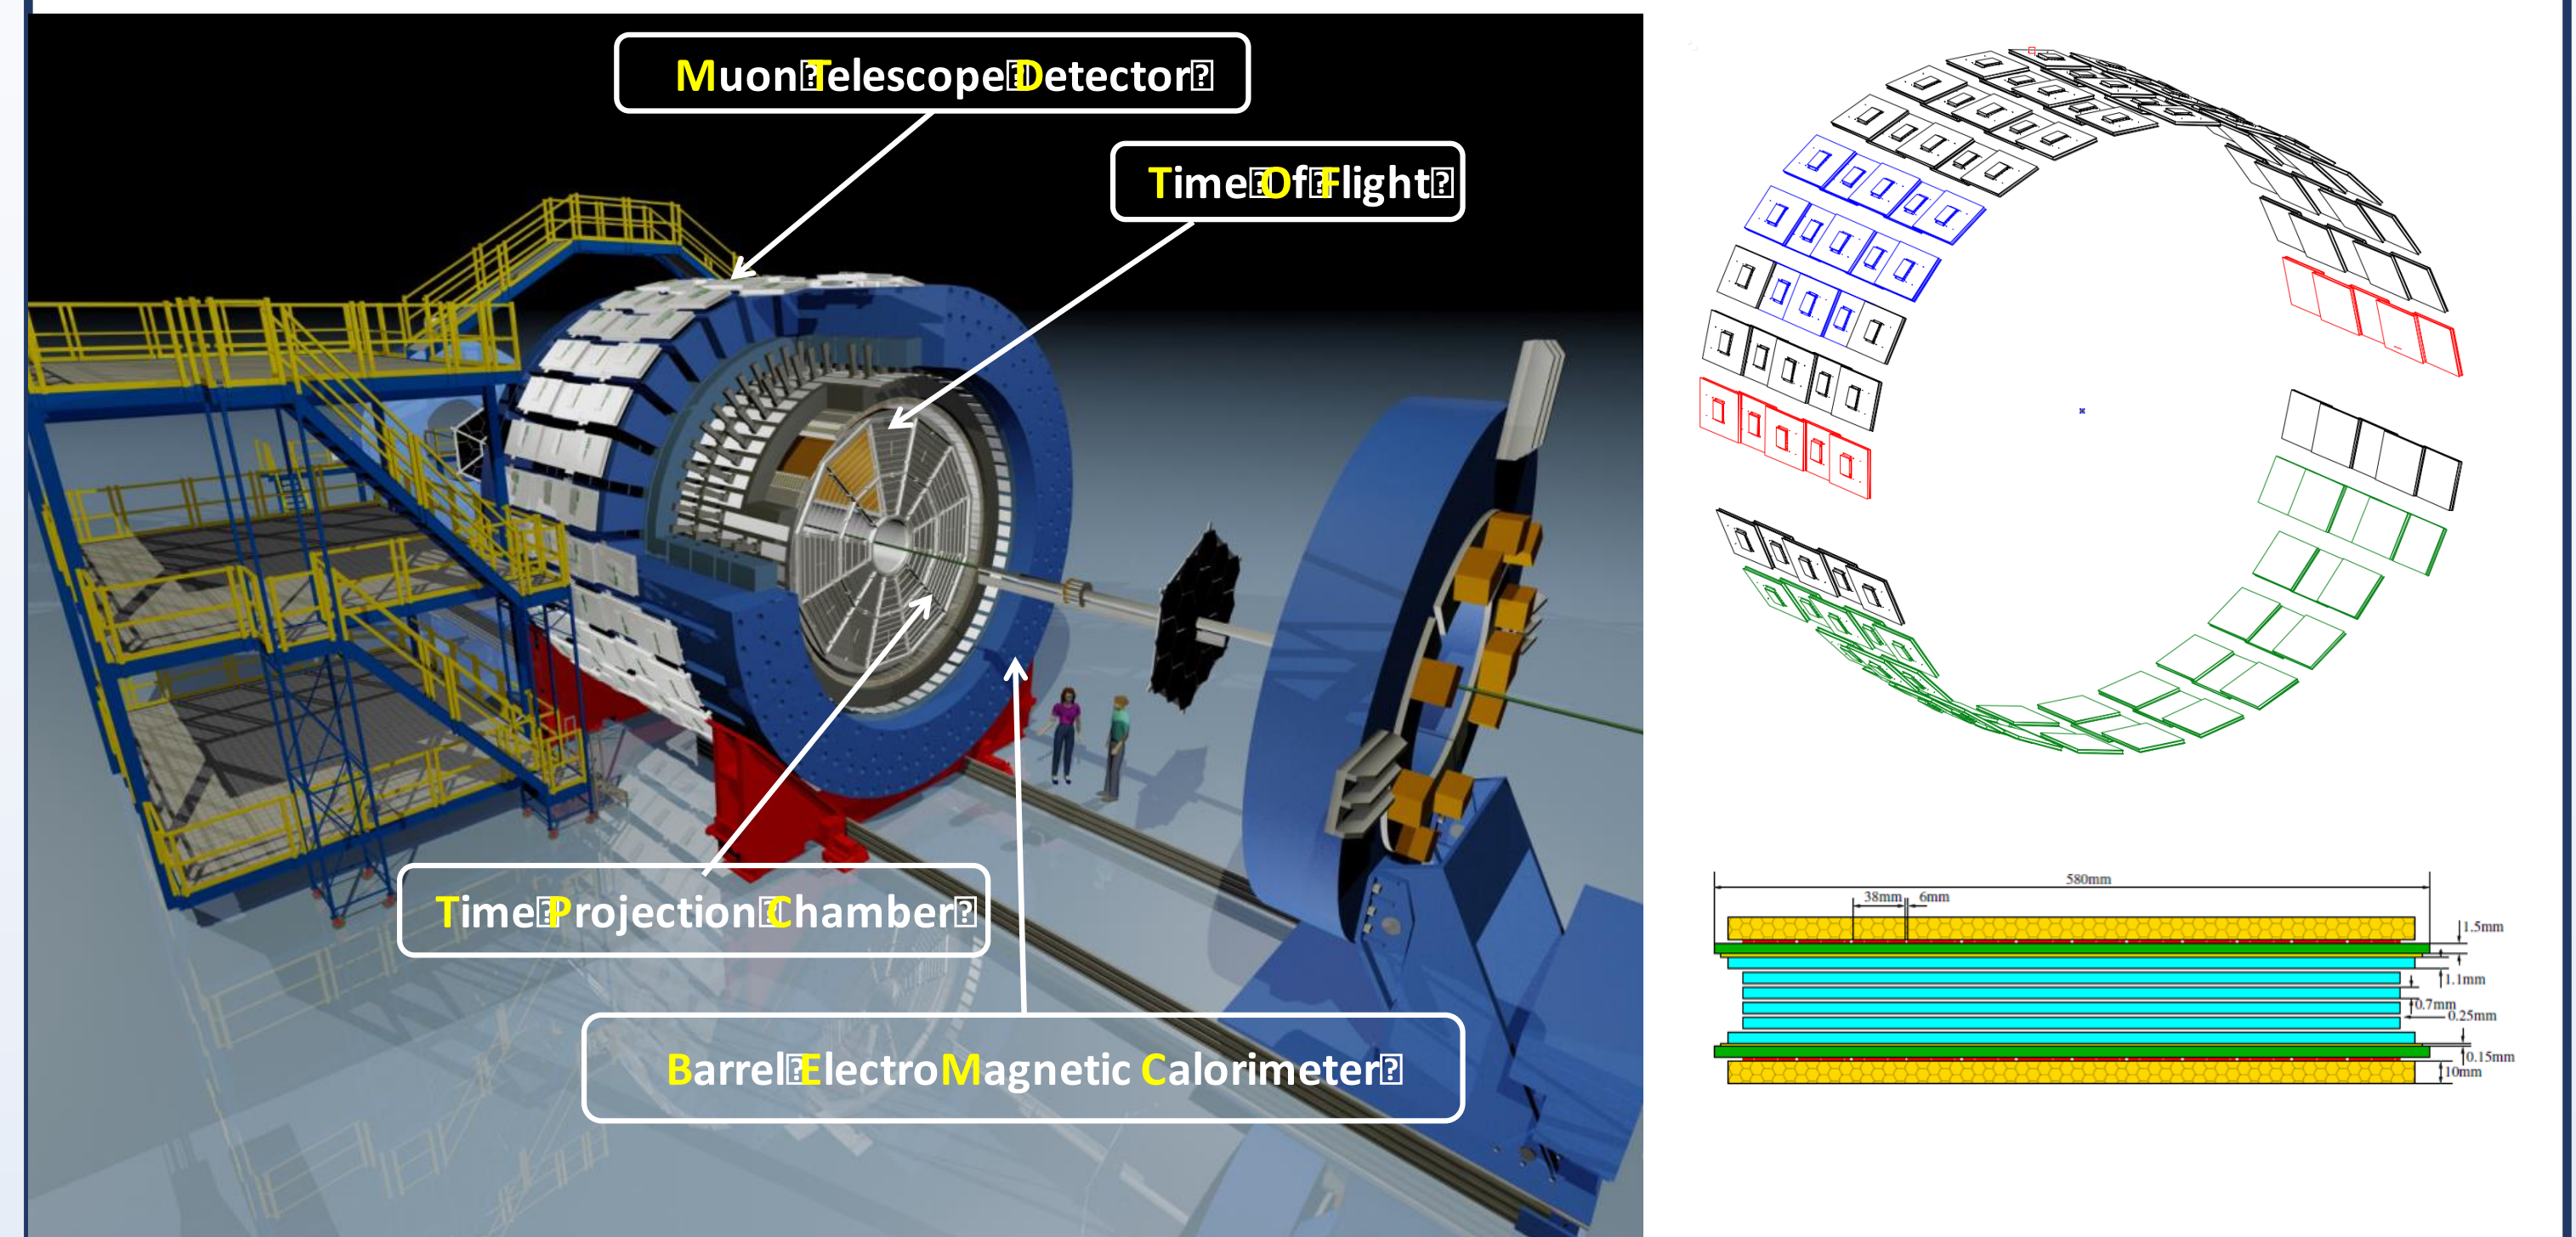 Muon Telescope Detector
Time Of Flight
Time Projection Chamber
Barrel ElectroMagnetic Calorimeter
580mm
38mm 6mm
1.5mm
1.1mm
0.7mm
0.25mm
0.15mm
10mm